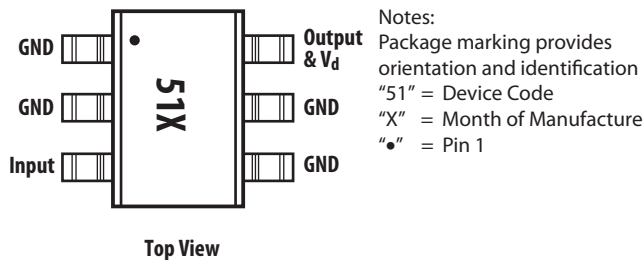 GND
GND
Input
51X
Output
& Vd
GND
GND
Top View
Notes:
Package marking provides
orientation and identification
“51” = Device Code
“X” = Month of Manufacture
“●” = Pin 1